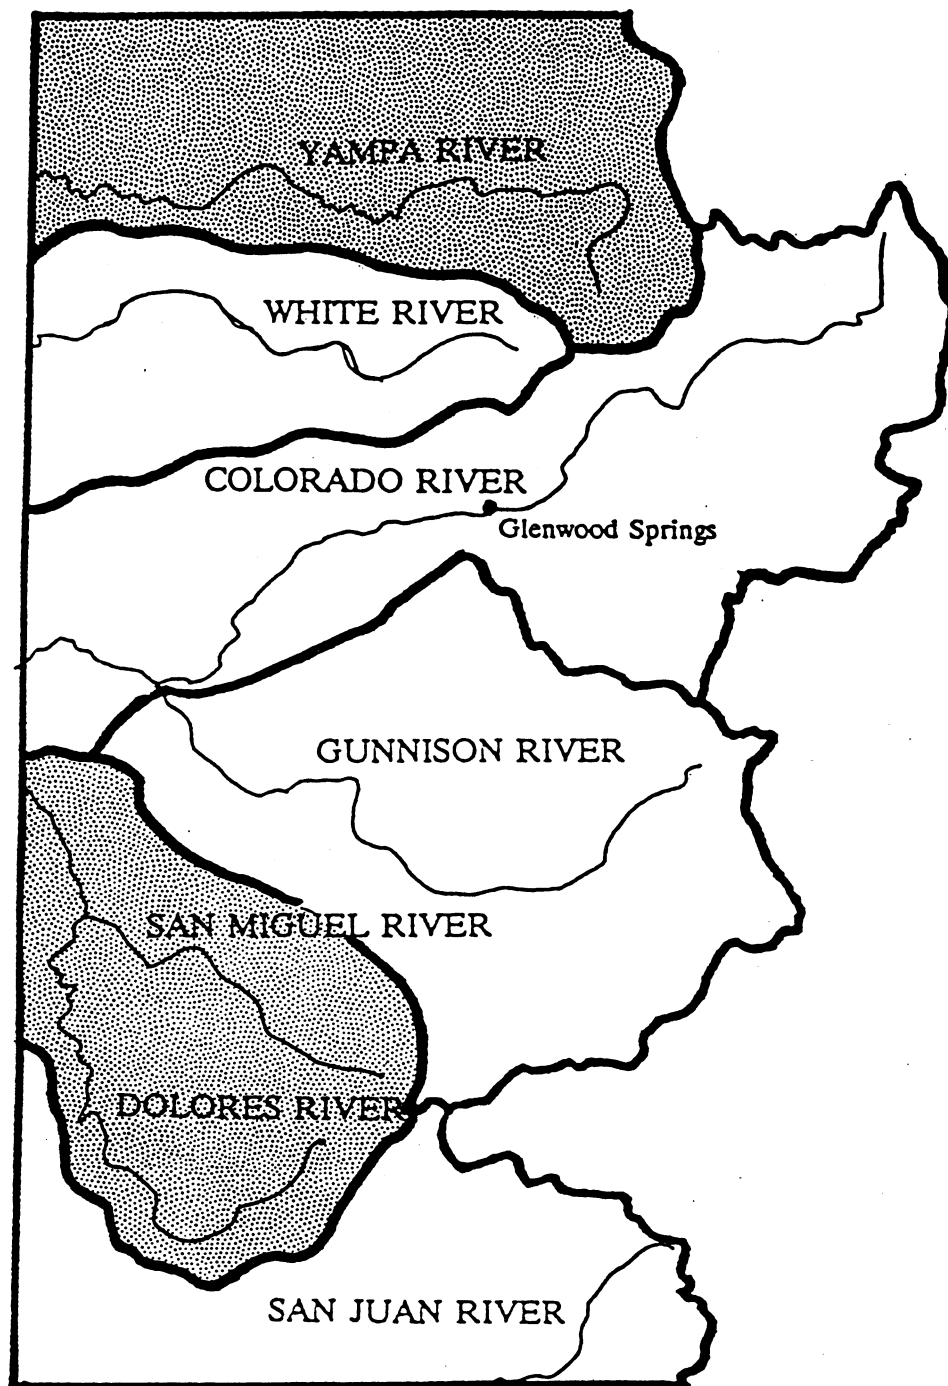 YAMPA RIVER
WHITE RIVER
COLORADO RIVER
Glenwood Springs
GUNNISON RIVER
SAN MIGUEL RIVER
DOLORES RIVER
SAN JUAN RIVER